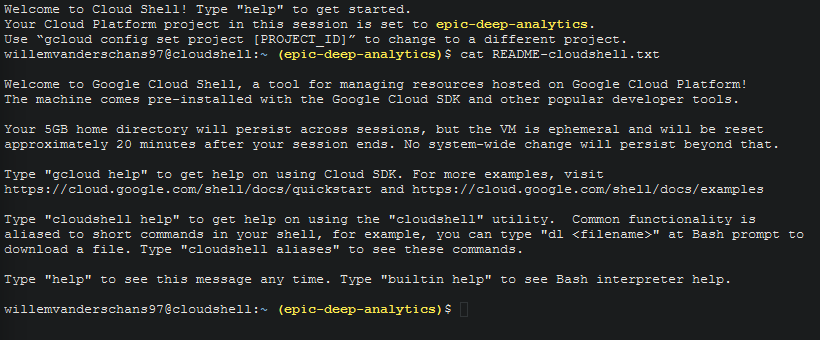 Welcome to Cloud Shell! Type "help" to get started.
Your Cloud Platform project in this session is set to epic-deep-analytics.
Use “gcloud config set project [PROJECT_ID]” to change to a different project.
willemvanderschans97@cloudshell:~ (epic-deep-analytics)$ cat README-cloudshell.txt
Welcome to Google Cloud Shell, a tool for managing resources hosted on Google Cloud Platform!
The machine comes pre-installed with the Google Cloud SDK and other popular developer tools.
Your 5GB home directory will persist across sessions, but the VM is ephemeral and will be reset
approximately 20 minutes after your session ends. No system-wide change will persist beyond that.
Type "gcloud help" to get help on using Cloud SDK. For more examples, visit
https://cloud.google.com/shell/docs/quickstart and https://cloud.google.com/shell/docs/examples
Type "cloudshell help" to get help on using the "cloudshell" utility.  Common functionality is
aliased to short commands in your shell, for example, you can type "dl <filename>" at Bash prompt to
download a file. Type "cloudshell aliases" to see these commands.
Type "help" to see this message any time. Type "builtin help" to see Bash interpreter help.
willemvanderschans97@cloudshell:~ (epic-deep-analytics)$